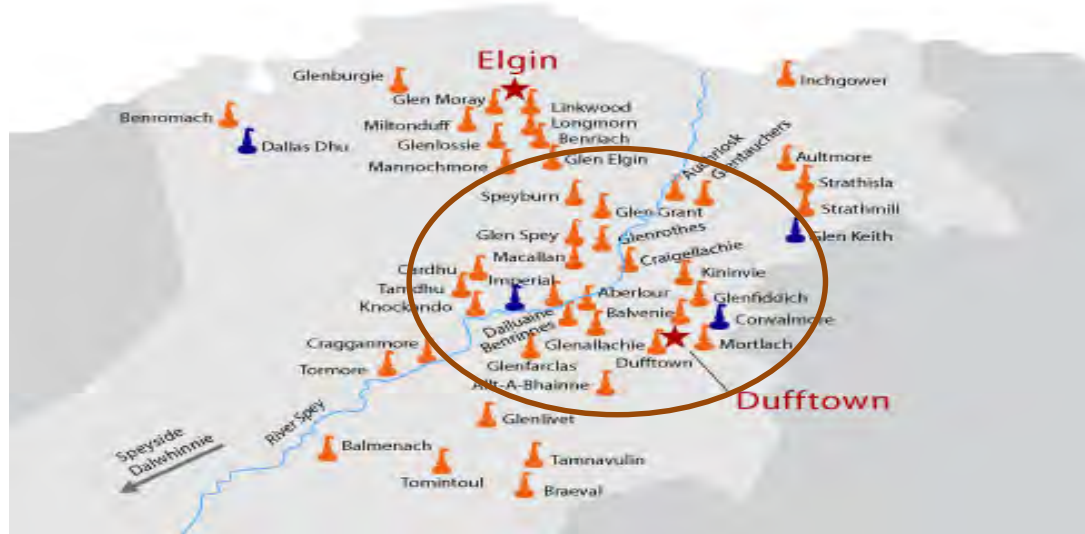 Elgin
Glenburgie
Inchgower
Glen Moray
Linkwood
Benromach
Miltonduff
Longmorn
Dallas Dhu
Glenlossie
Benriach
Mannochmore
Glen Elgin
Auchriosk
Glentauchers
Aultmore
Speyburn
Strathisla
Glen Grant
Strathmill
Glen Spey
Glenrothes
Glen Keith
Macallan
Craigellachie
Cardhu
Imperial
Kininvie
Tamdhu
Aberlour
Glenfiddich
Knockando
Dailuaine
Balvenie
Corwalmore
Benrinnes
Cragganmore
Glenallachie
Mortlach
Tormore
Glenfarclas
Dufftown
Allt-A-Bhainne
Dufftown
River Spey
Glenlivet
Speyside
Dalwhinnie
Balmenach
Tamnavulin
Tomintoul
Braeval